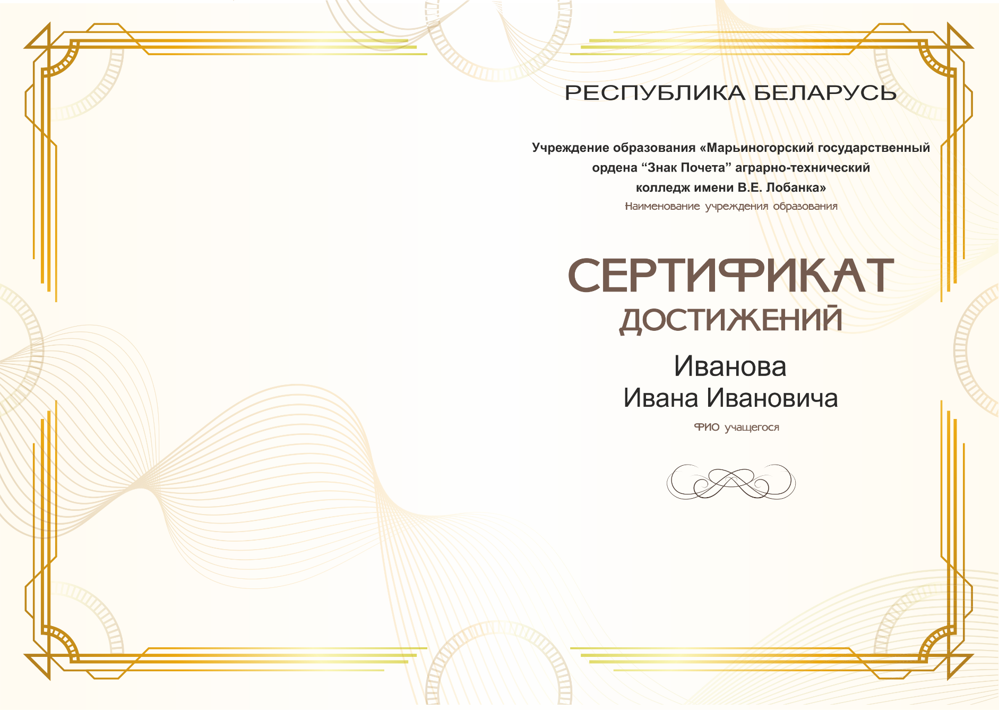 РЕСПУБЛИКА БЕЛАРУСЬ
Учреждение образования «Марьиногорский государственный
ордена “Знак Почета” аграрно-технический
колледж имени В.Е. Лобанка»
Наименование учреждения образования
СЕРТИФИКАТ
ДОСТИЖЕНИЙ
Иванова
Ивана Ивановича
ФИО учащегося